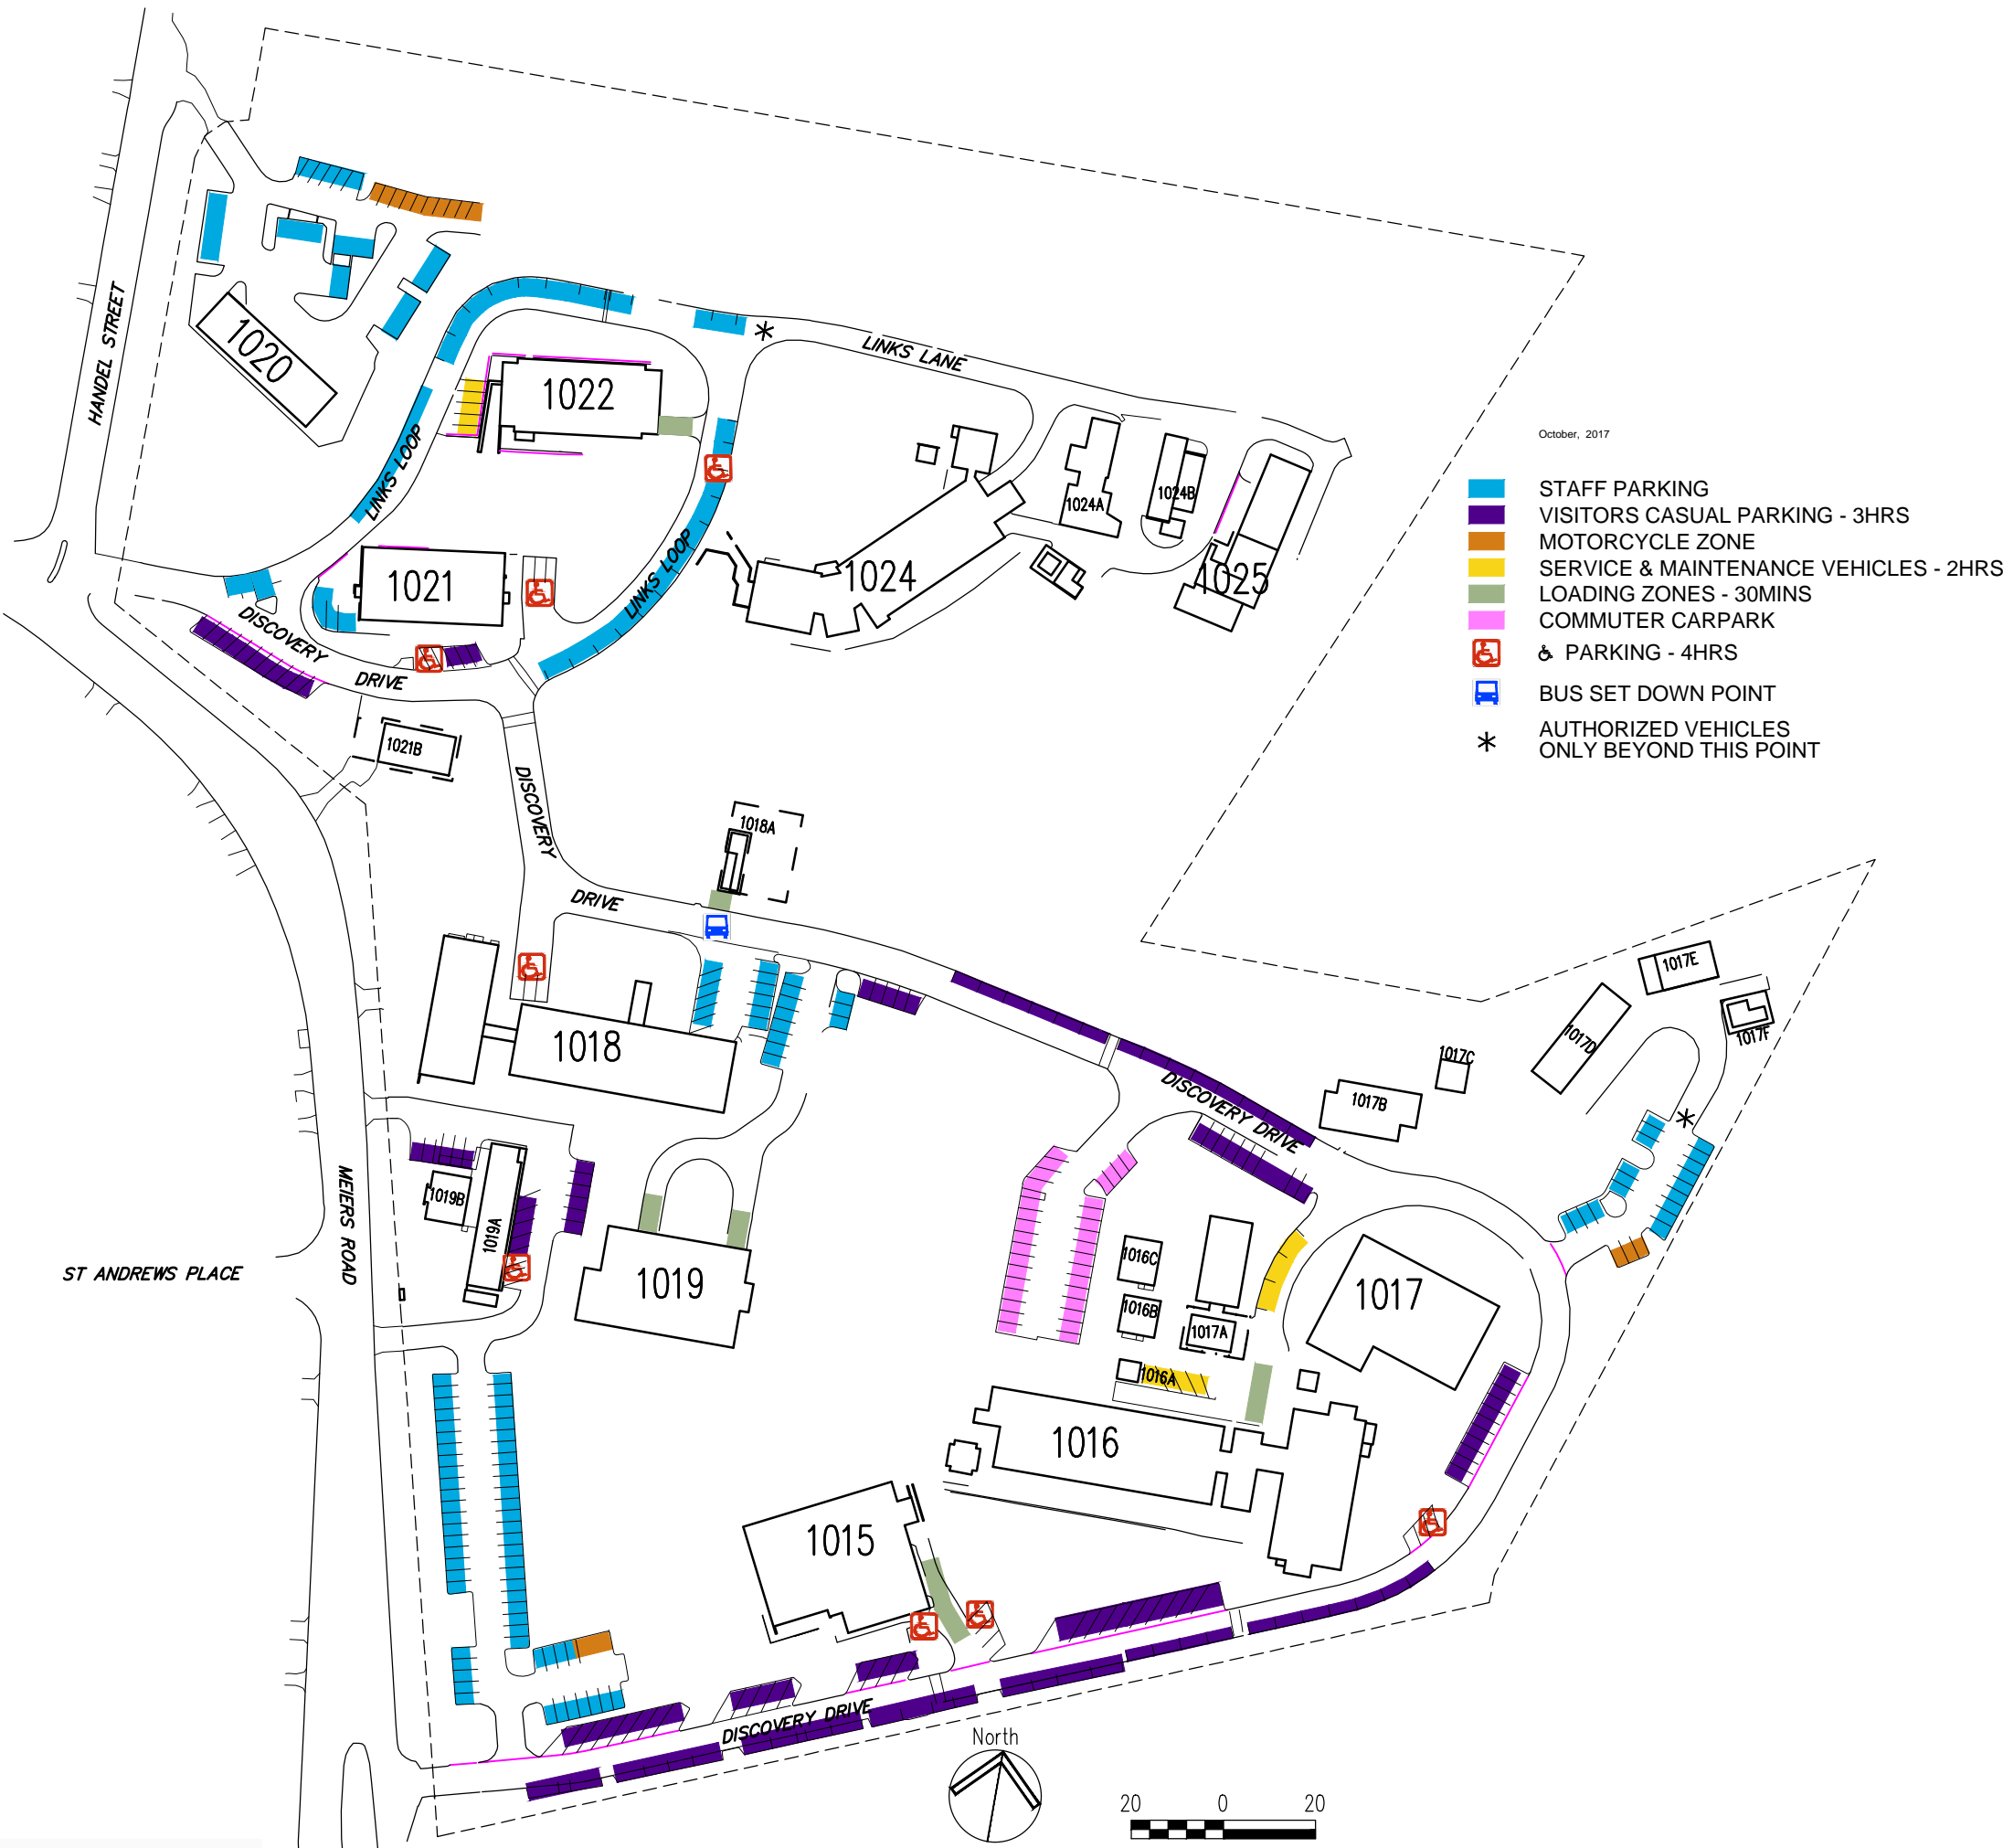 HANDEL STREET
1020
1022
LINKS LANE
LINKS LOOP
1021
LINKS LOOP
1024
1024A
1024B
1025
October, 2017
STAFF PARKING
VISITORS CASUAL PARKING - 3HRS
MOTORCYCLE ZONE
SERVICE & MAINTENANCE VEHICLES - 2HRS
LOADING ZONES - 30MINS
COMMUTER CARPARK
PARKING - 4HRS
BUS SET DOWN POINT
AUTHORIZED VEHICLES
ONLY BEYOND THIS POINT
DISCOVERY
DRIVE
1021B
DISCOVERY
DRIVE
1018A
1018
DISCOVERY DRIVE
1017B
1017C
1017D
1017E
1017F
MEIERS ROAD
ST ANDREWS PLACE
1019B
1019A
1019
1016C
1016B
1017A
1016A
1017
1016
1015
DISCOVERY DRIVE
North
20 0 20